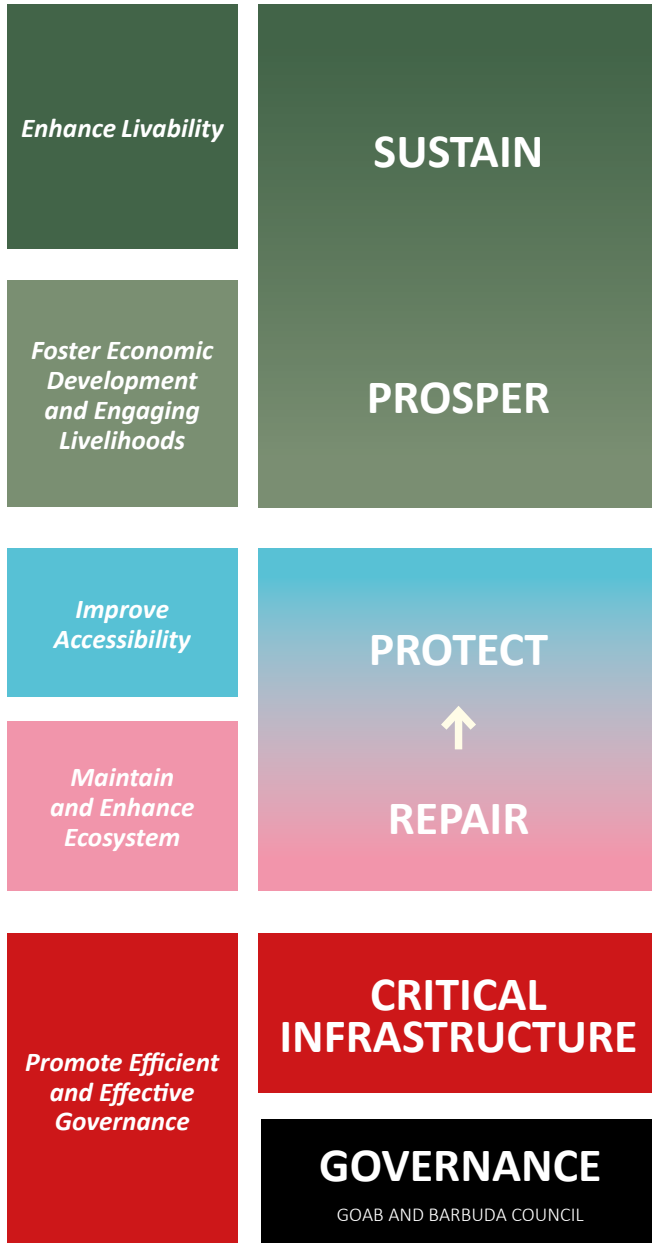 Enhance Livability
SUSTAIN
Foster Economic
Development
and Engaging
Livelihoods
PROSPER
Improve
Accessibility
PROTECT
↑
Maintain
and Enhance
Ecosystem
REPAIR
Promote Efficient
and Effective
Governance
CRITICAL
INFRASTRUCTURE
GOVERNANCE
GOAB AND BARBUDA COUNCIL